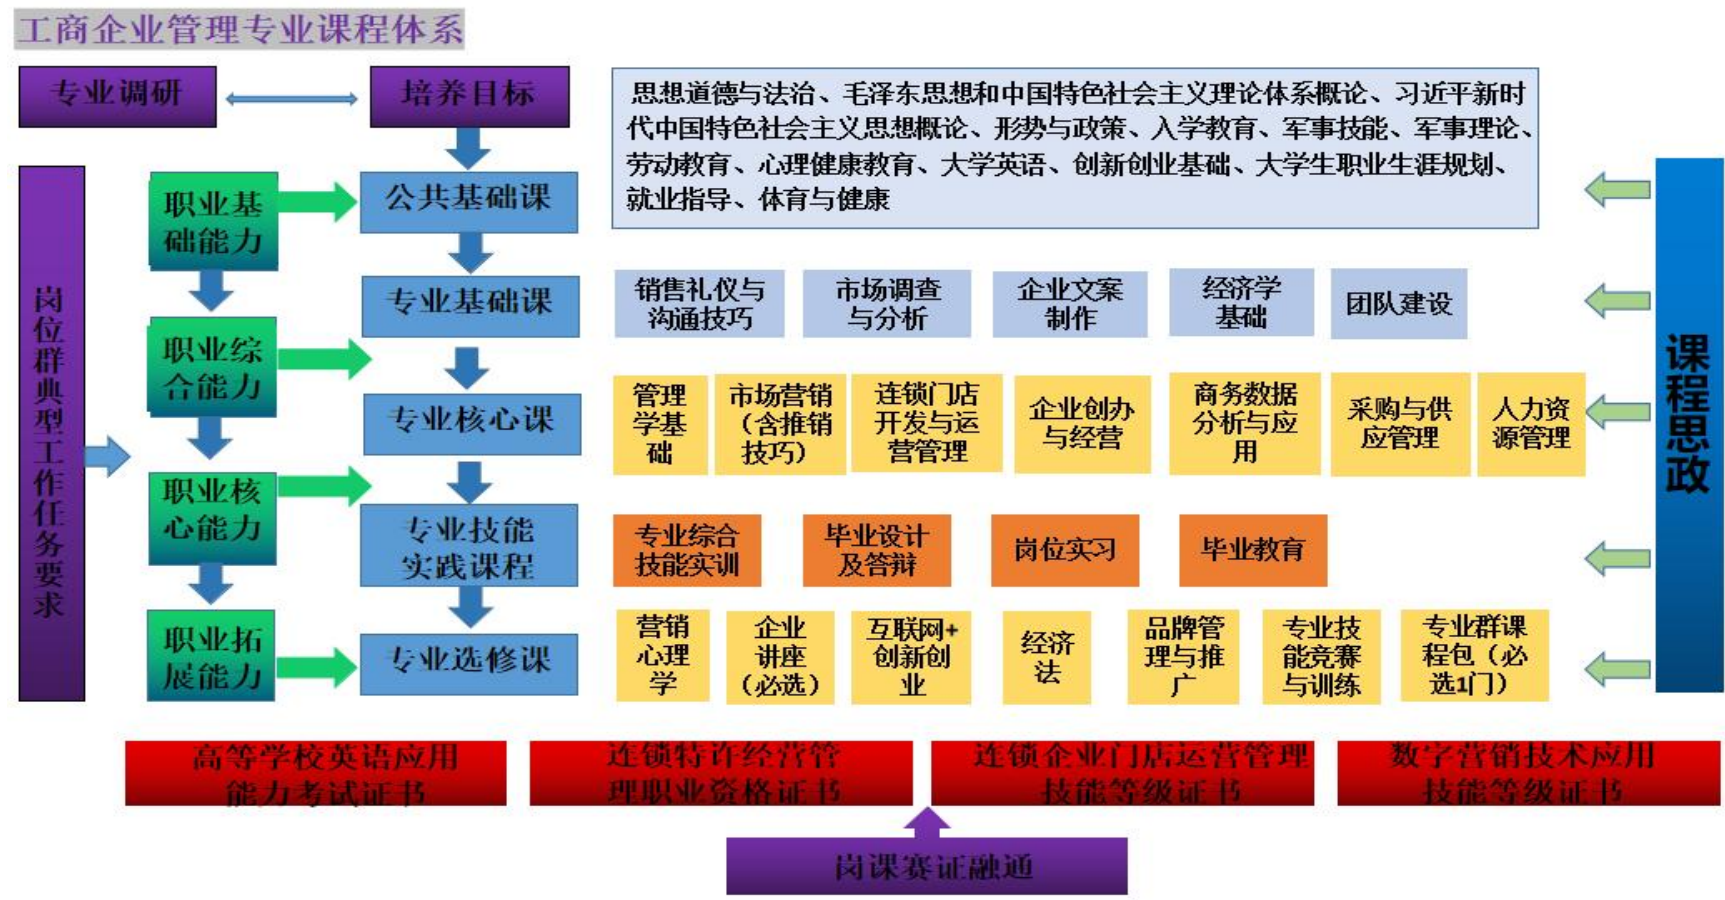 工商企业管理专业课程体系
专业调研
培养目标
思想道德与法治、毛泽东思想和中国特色社会主义理论体系概论、习近平新时
代中国特色社会主义思想概论、形势与政策、入学教育、军事技能、军事理论、
劳动教育、心理健康教育、大学英语、创新创业基础、大学生职业生涯规划、
就业指导、体育与健康
岗位群典型工作任务要求
职业基
础能力
公共基础课
专业基础课
销售礼仪与
沟通技巧
市场调查
与分析
企业文案
制作
经济学
基础
团队建设
职业综
合能力
专业核心课
管理
学基
础
市场营销
（含推销
技巧）
连锁门店
开发与运
营管理
企业创办
与经营
商务数据
分析与应
用
采购与供
应管理
人力资
源管理
职业核
心能力
专业技能
实践课程
专业综合
技能实训
毕业设计
及答辩
岗位实习
毕业教育
职业拓
展能力
专业选修课
营销
心理
学
企业
讲座
（必选）
互联网+
创新创
业
经济
法
品牌管
理与推
广
专业技
能竞赛
与训练
专业群课
程包（必
选1门）
课程思政
高等学校英语应用
能力考试证书
连锁特许经营管
理职业资格证书
连锁企业门店运营管理
技能等级证书
数字营销技术应用
技能等级证书
岗课赛证融通